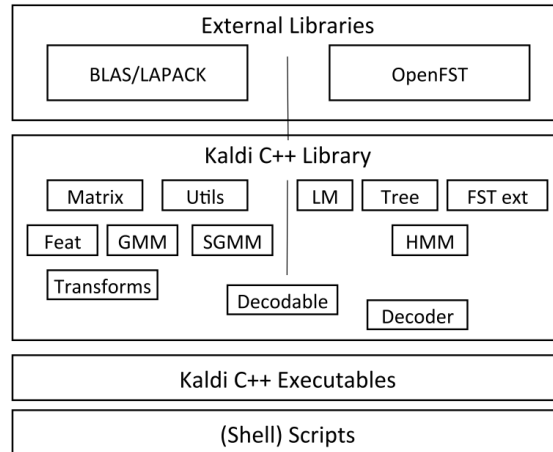 External Libraries
BLAS/LAPACK OpenFST
Kaldi C++ Library
Matrix Utils LM Tree FST ext
Feat GMM SGMM HMM
Transforms Decodable
Decoder
Kaldi C++ Executables
(Shell) Scripts